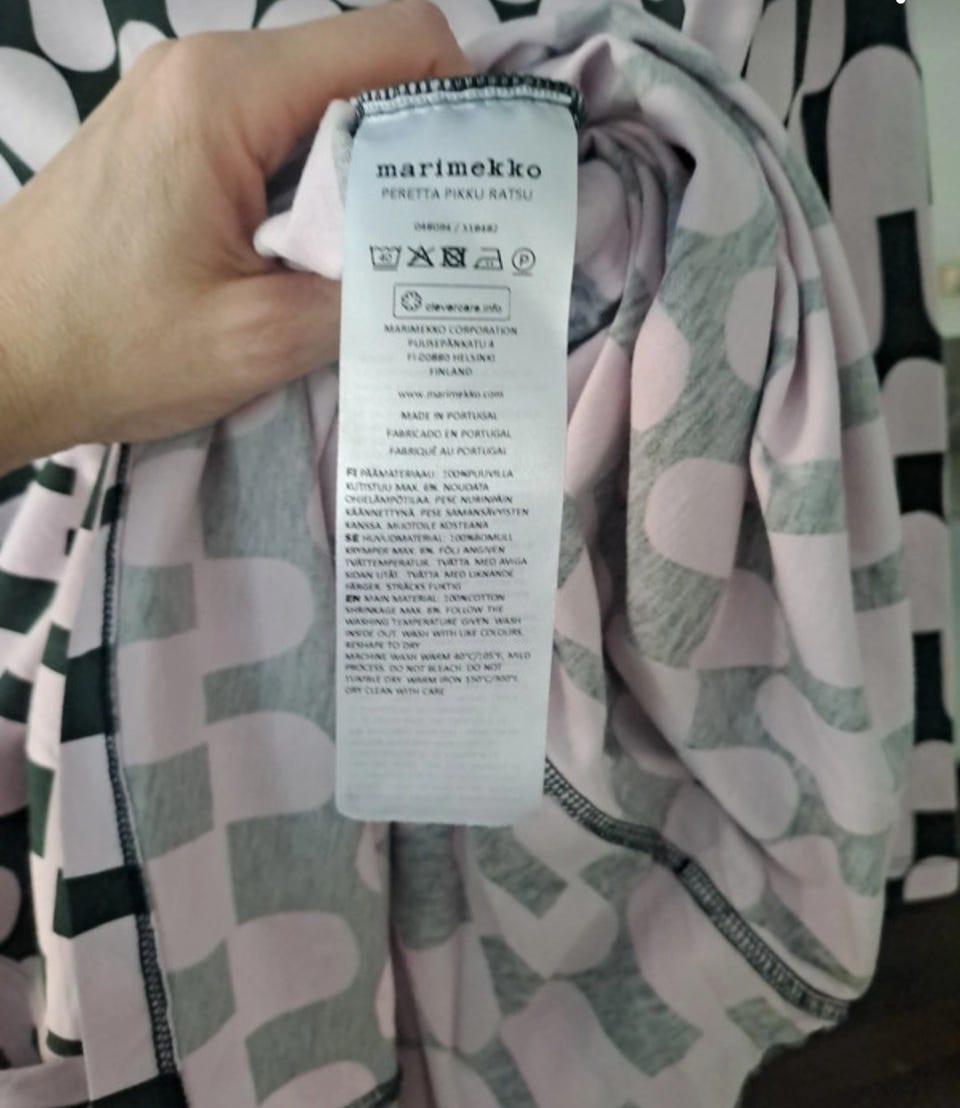 marimekko
PERETTA PIKKU RATSU
048094 / 318482
40
P
clevercare.info
MARIMEKKO CORPORATION
PUUSEPÄNKATU 4
FI-00880 HELSINKI
FINLAND
www.marimekko.com
MADE IN PORTUGAL
FABRICADO EN PORTUGAL
FABRIQUÉ AU PORTUGAL
FI PÄÄMATERIAALI: 100%PUUVILLA
KUTISTUU MAX. 6%. NOUDATA
OHJELÄMPÖTILAA. PESE NURINPÄIN
KÄÄNNETTYNÄ. PESE SAMANSÄVYISTEN
KANSSA. MUOTOILE KOSTEANA
SE HUVUDMATERIAL: 100%BOMULL
KRYMPER MAX. 6%. FÖLJ ANGIVEN
TVÄTTEMPERATUR. TVÄTTA MED AVIGA
SIDAN UTÅT. TVÄTTA MED LIKNANDE
FÄRGER. STRÄCKS FUKTIG
EN MAIN MATERIAL: 100%COTTON
SHRINKAGE MAX. 6%. FOLLOW THE
WASHING TEMPERATURE GIVEN. WASH
INSIDE OUT. WASH WITH LIKE COLOURS.
RESHAPE TO DRY
MACHINE WASH WARM 40°C/105°F, MILD
PROCESS. DO NOT BLEACH. DO NOT
TUMBLE DRY. WARM IRON 150°C/300°F.
DRY CLEAN WITH CARE